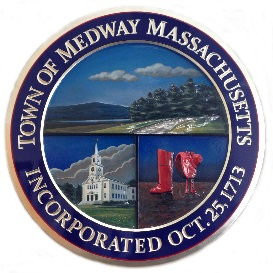 TOWN OF MEDWAY MASSACHUSETTS
INCORPORATED OCT. 25, 1713